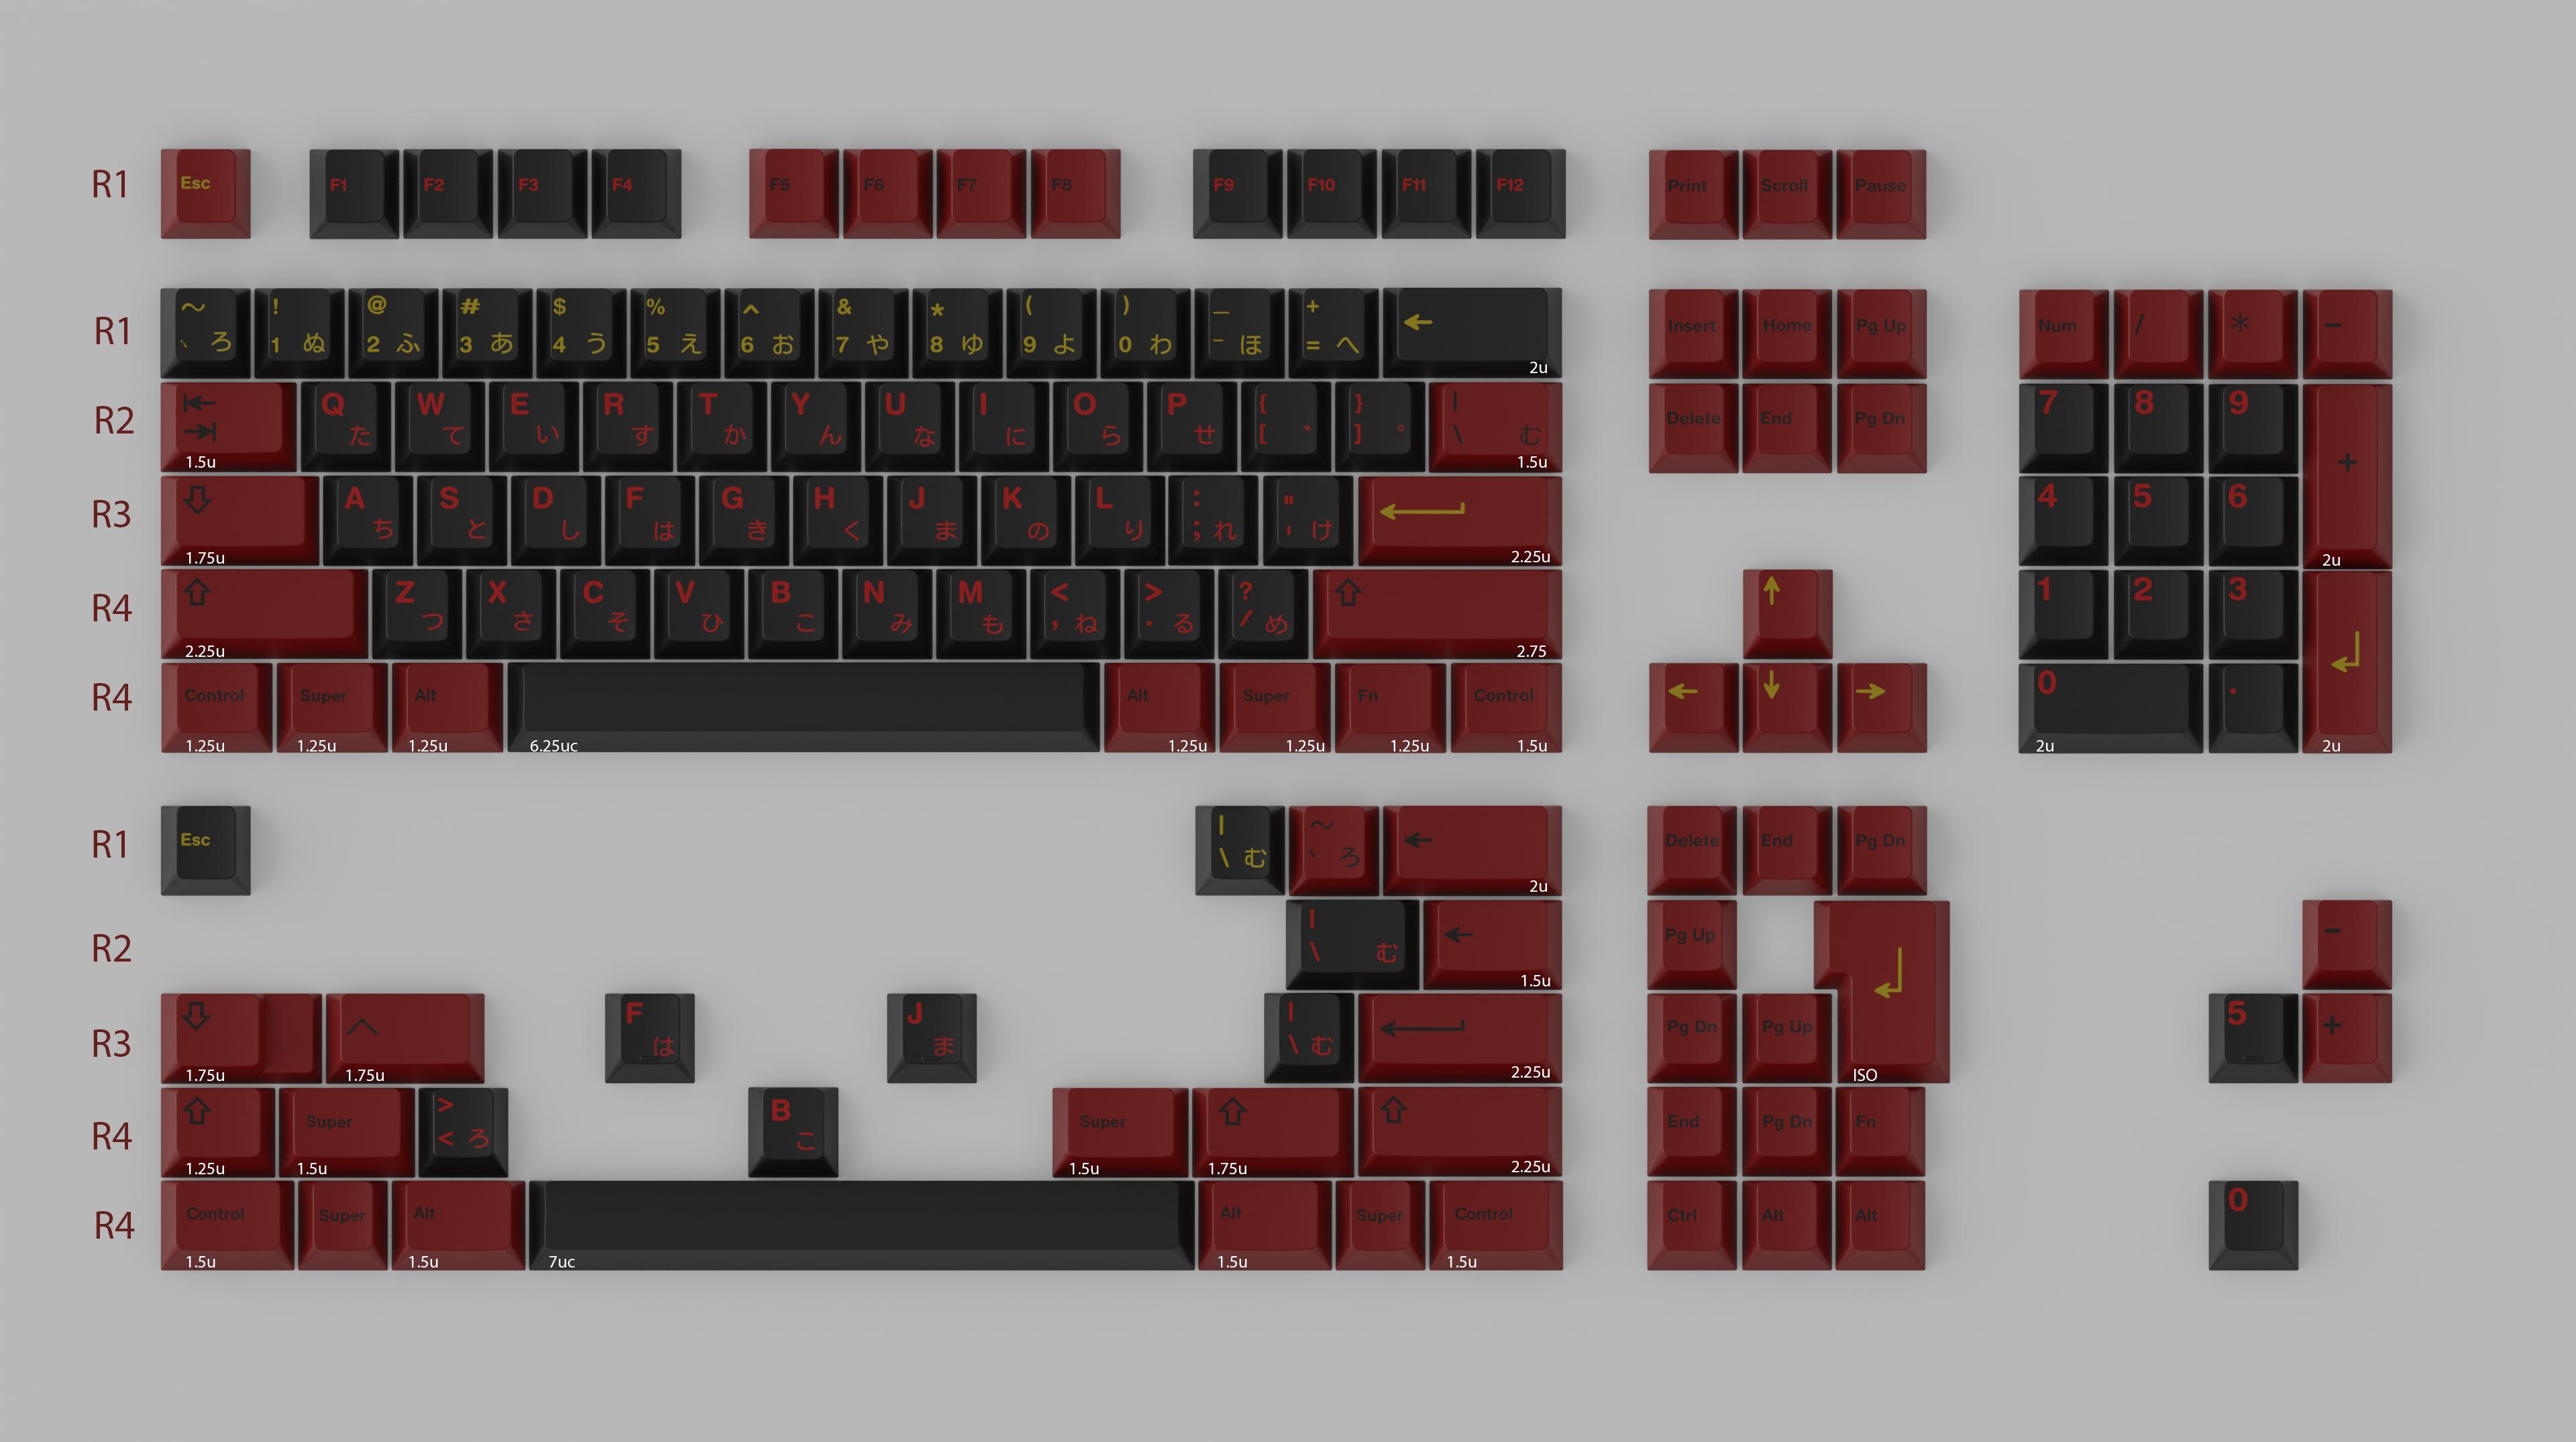 R1 Esc F1 F2 F3 F4 F5 F6 F7 F8 F9 F10 F11 F12 Print Scroll Pause
R1 ~ ` ろ ! 1 ぬ @ 2 ふ # 3 あ $ 4 う % 5 え ^ 6 お & 7 や * 8 ゆ ( 9 よ ) 0 わ _ - ほ + = へ ← 2u Insert Home Pg Up Num / * -
R2 1.5u Q た W て E い R す T か Y ん U な I に O ら P せ { [ ゛ } ] ゜ | \ む 1.5u Delete End Pg Dn 7 8 9 + 2u
R3 1.75u A ち S と D し F は G き H く J ま K の L り : ; れ " ' け 2.25u 4 5 6
R4 2.25u Z つ X さ C そ V ひ B こ N み M も < , ね > . る ? / め 2.75 ↑ 1 2 3 2u
R4 Control 1.25u Super 1.25u Alt 1.25u 6.25uc Alt 1.25u Super 1.25u Fn 1.25u Control 1.5u ← ↓ → 0 2u .
R1 Esc | \ む ~ ` ろ ← 2u Delete End Pg Dn
R2 | \ む ← 1.5u Pg Up -
R3 1.75u 1.75u F は J ま | \ む 2.25u Pg Dn Pg Up ISO 5 +
R4 1.25u Super 1.5u > < ろ B こ Super 1.5u 1.75u 2.25u End Pg Dn Fn
R4 Control 1.5u Super Alt 1.5u 7uc Alt 1.5u Super Control 1.5u Ctrl Alt Alt 0